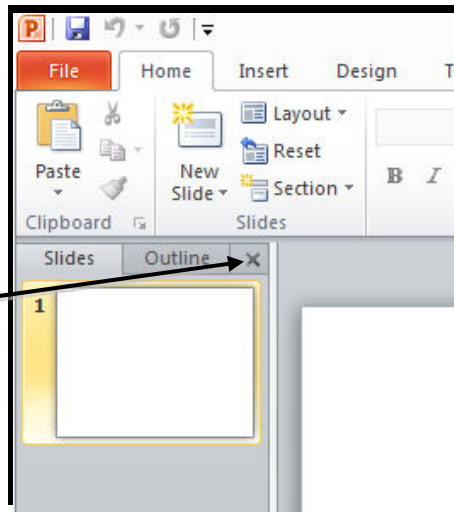 File Home Insert Design T
Layout
Reset
Paste New Slide Section
B I
Clipboard Slides
Slides Outline
1